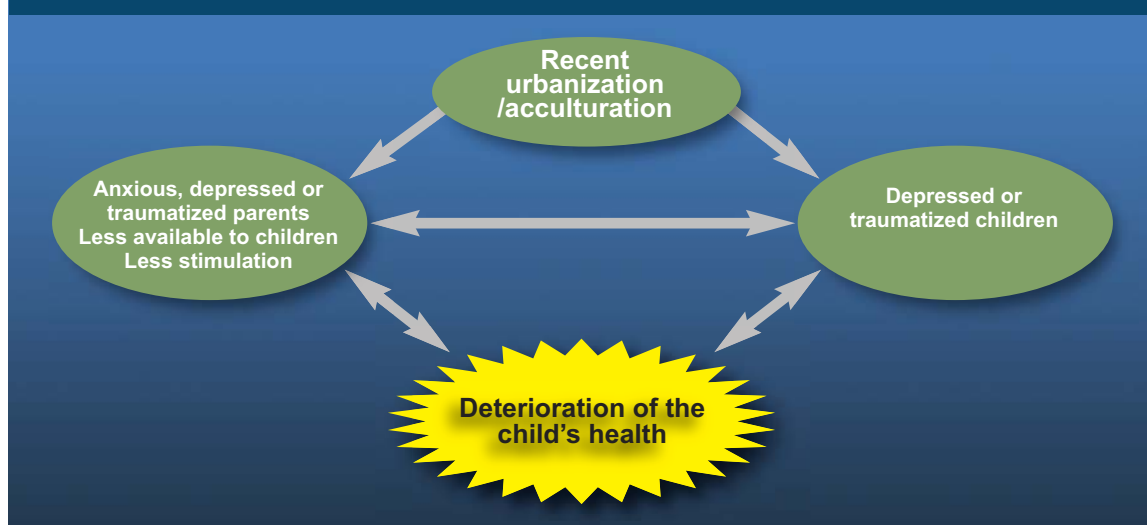 Recent
urbanization
/acculturation
Anxious, depressed or
traumatized parents
Less available to children
Less stimulation
Depressed or
traumatized children
Deterioration of the
child’s health